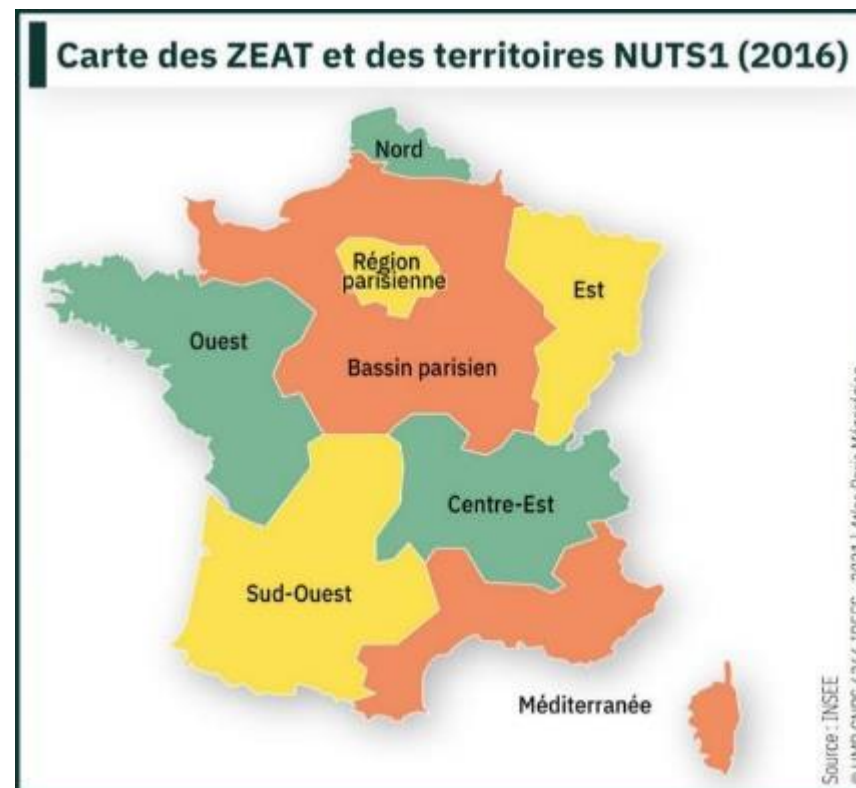 Carte des ZEAT et des territoires NUTS1 (2016)
Nord
Région
parisienne
Est
Ouest
Bassin parisien
Centre-Est
Sud-Ouest
Méditerranée
Source : INSEE